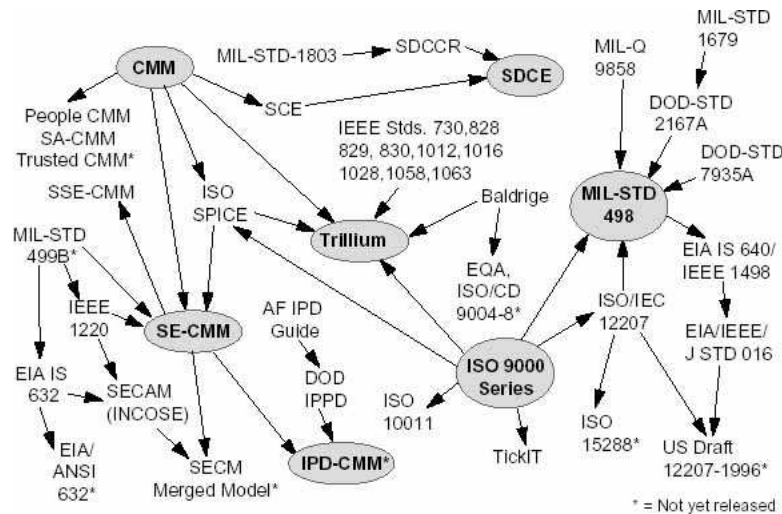 MIL-STD
1679
CMM
MIL-STD-1803
SDCCR
MIL-Q
9858
SDCE
SCE
People CMM
SA-CMM
Trusted CMM*
DOD-STD
2167A
IEEE Stds. 730,828
829, 830,1012,1016
1028,1058,1063
DOD-STD
7935A
SSE-CMM
ISO
SPICE
Baldrige
MIL-STD
498
MIL-STD
499B*
Trillium
EIA IS 640/
IEEE 1498
EQA,
ISO/CD
9004-8*
IEEE
1220
SE-CMM
AF IPD
Guide
ISO/IEC
12207
EIA/IEEE/
J STD 016
ISO 9000
Series
EIA IS
632
SECAM
(INCOSE)
DOD
IPPD
ISO
10011
ISO
15288*
US Draft
12207-1996*
EIA/
ANSI
632*
SECM
Merged Model*
IPD-CMM*
TickIT
* = Not yet released